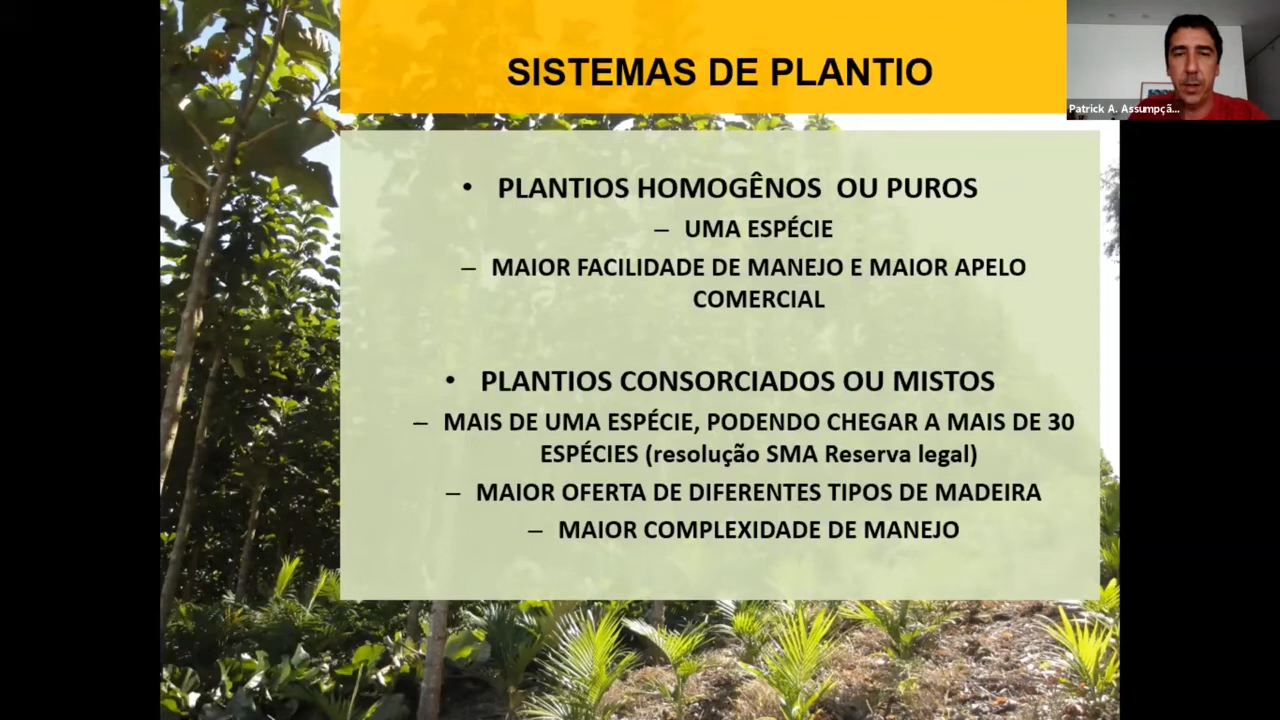 SISTEMAS DE PLANTIO
Patrick A. Assumpçã...
• PLANTIOS HOMOGÊNOS OU PUROS
– UMA ESPÉCIE
– MAIOR FACILIDADE DE MANEJO E MAIOR APELO
COMERCIAL
• PLANTIOS CONSORCIADOS OU MISTOS
– MAIS DE UMA ESPÉCIE, PODENDO CHEGAR A MAIS DE 30
ESPÉCIES (resolução SMA Reserva legal)
– MAIOR OFERTA DE DIFERENTES TIPOS DE MADEIRA
– MAIOR COMPLEXIDADE DE MANEJO